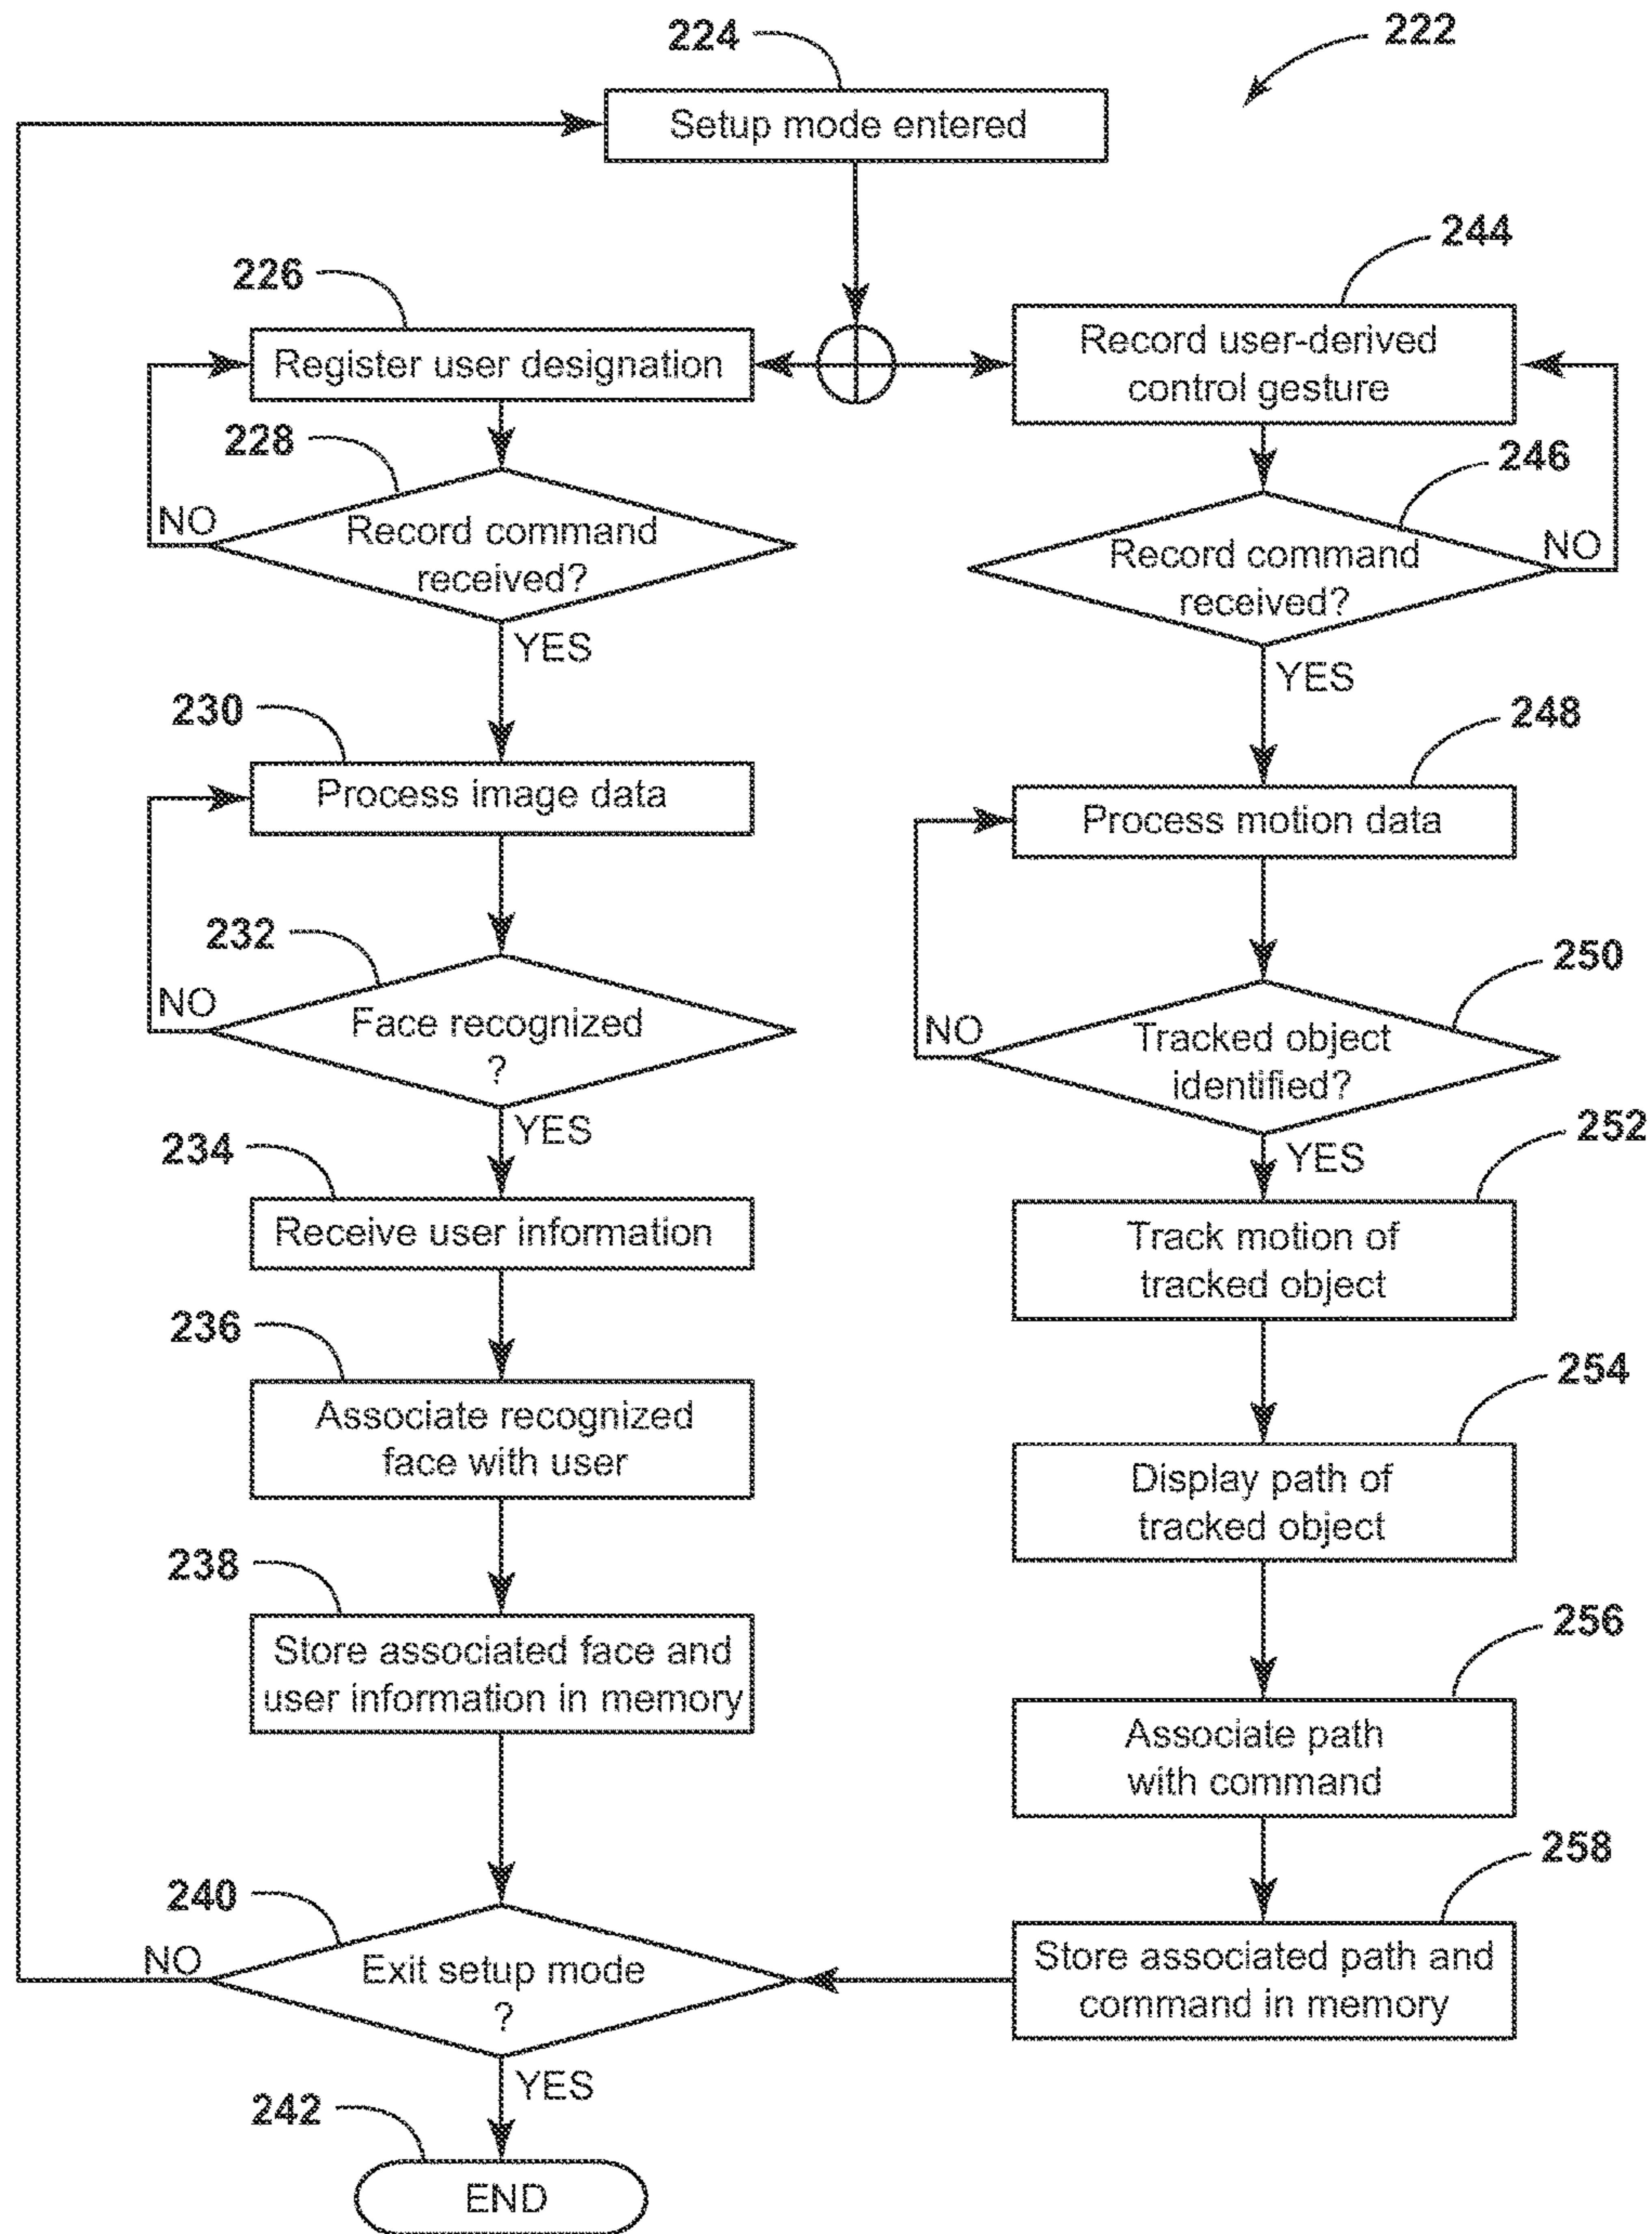 222
224
Setup mode entered
226
Register user designation
228
Record command
received?
NO
YES
230
Process image data
232
Face recognized
?
NO
YES
234
Receive user information
236
Associate recognized
face with user
238
Store associated face and
user information in memory
240
Exit setup mode
?
NO
YES
242
END
244
Record user-derived
control gesture
246
Record command
received?
NO
YES
248
Process motion data
250
Tracked object
identified?
NO
YES
252
Track motion of
tracked object
254
Display path of
tracked object
256
Associate path
with command
258
Store associated path and
command in memory